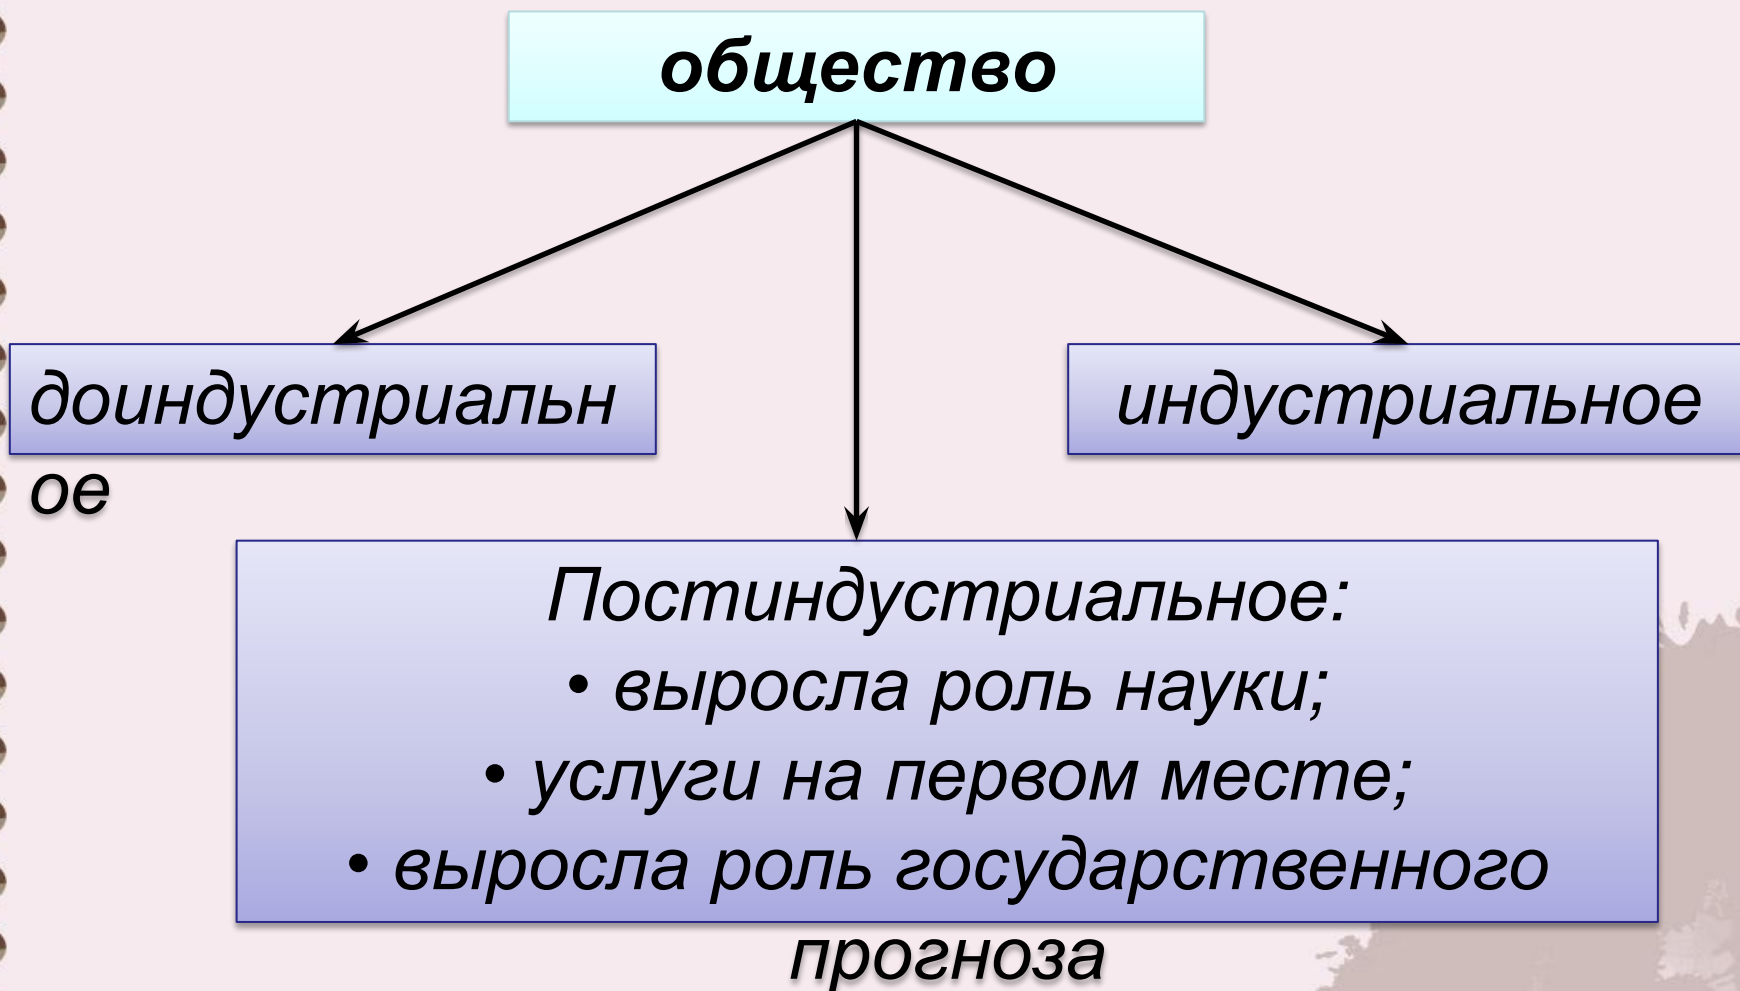 общество
доиндустриальн
ое
индустриальное
Постиндустриальное:
• выросла роль науки;
• услуги на первом месте;
• выросла роль государственного
прогноза